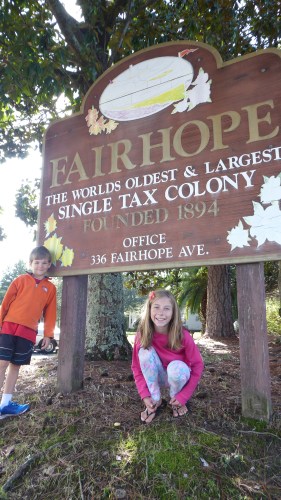 FAIRHOPE
THE WORLDS OLDEST & LARGEST
SINGLE TAX COLONY
FOUNDED 1894
OFFICE
336 FAIRHOPE AVE.